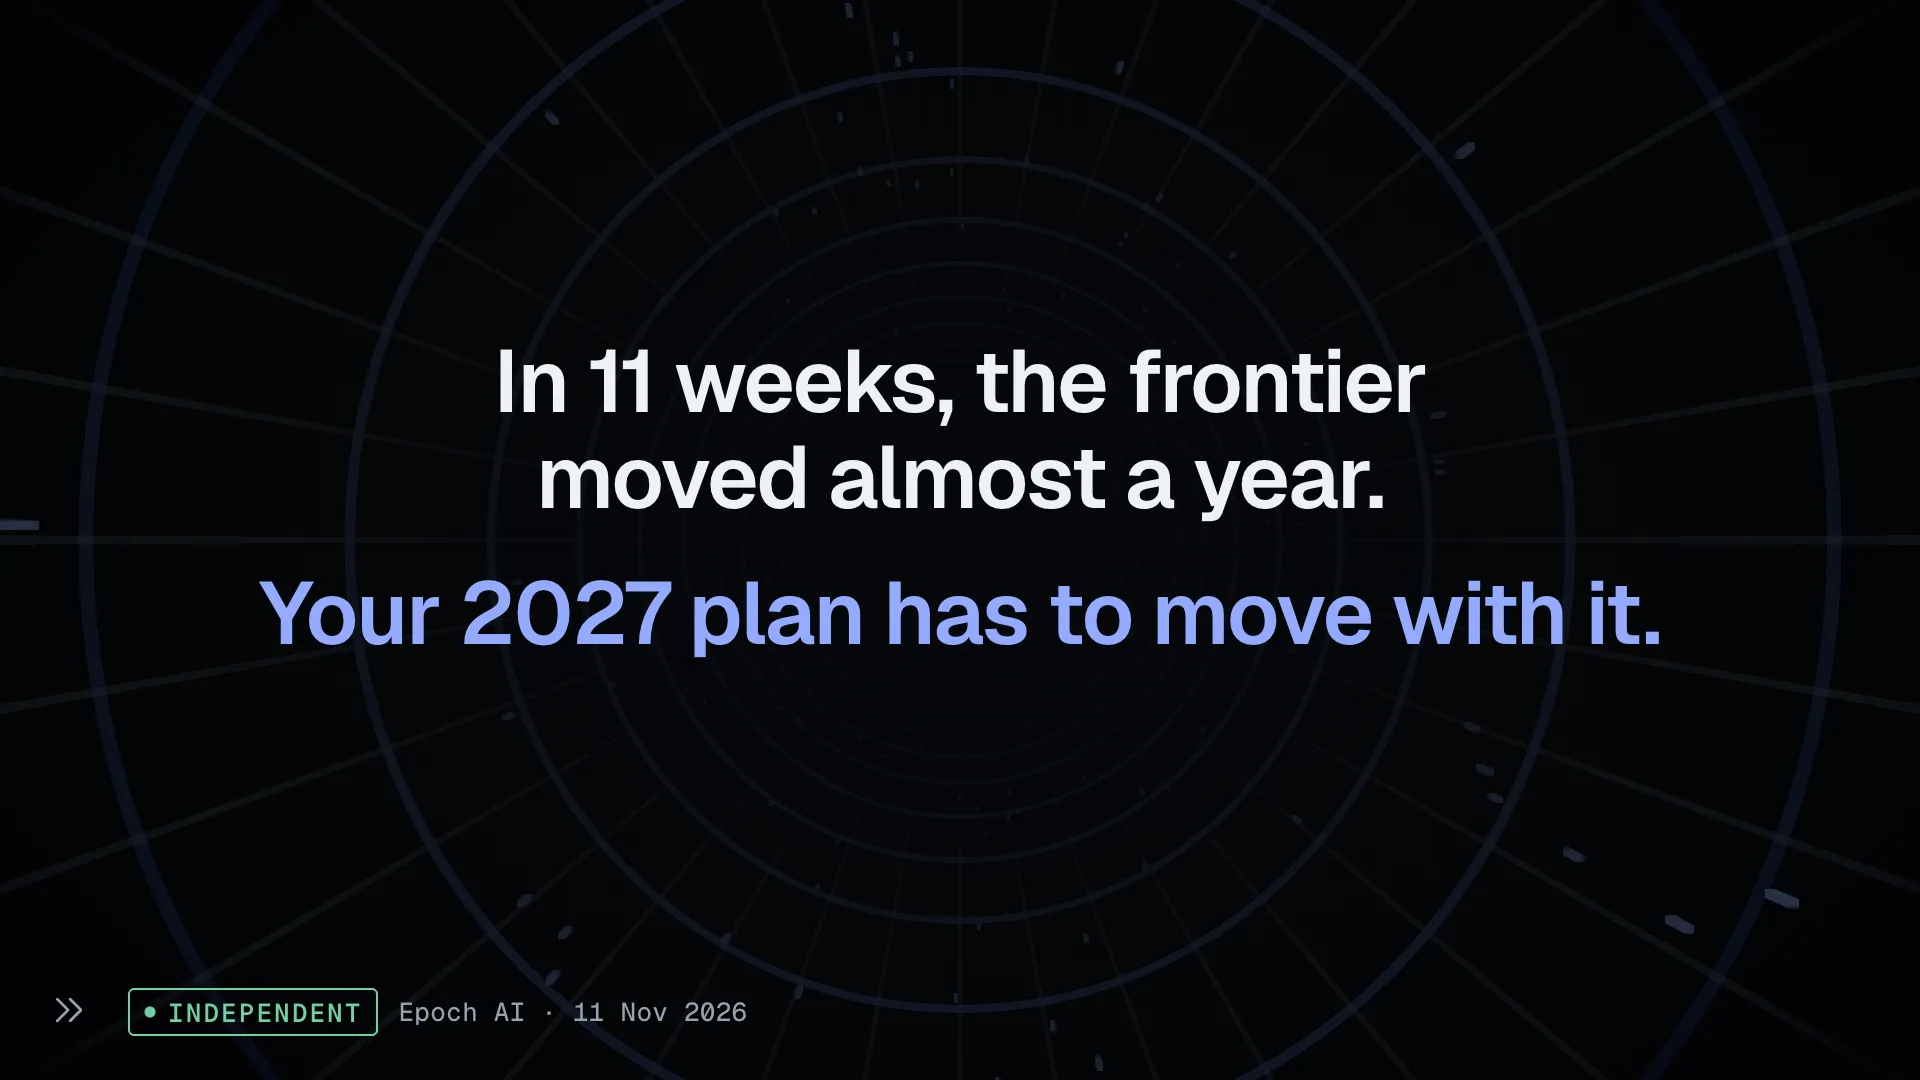 In 11 weeks, the frontier
moved almost a year.
Your 2027 plan has to move with it.
INDEPENDENT Epoch AI · 11 Nov 2026